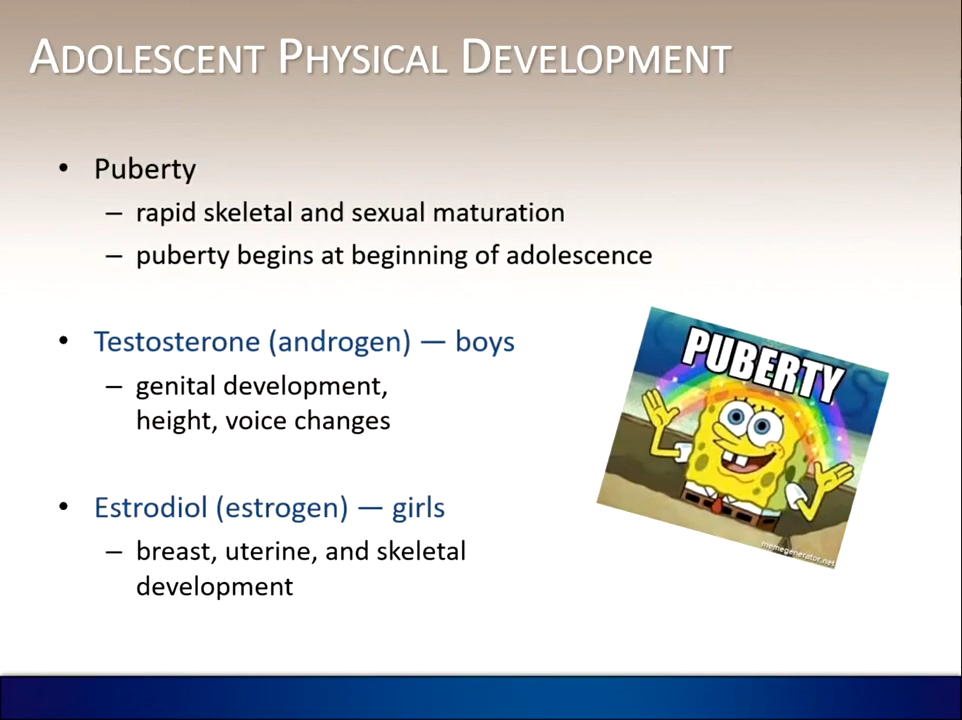 ADOLESCENT PHYSICAL DEVELOPMENT
• Puberty
– rapid skeletal and sexual maturation
– puberty begins at beginning of adolescence
• Testosterone (androgen) — boys
– genital development,
height, voice changes
• Estrodiol (estrogen) — girls
– breast, uterine, and skeletal
development
PUBERTY
memegenerator.net